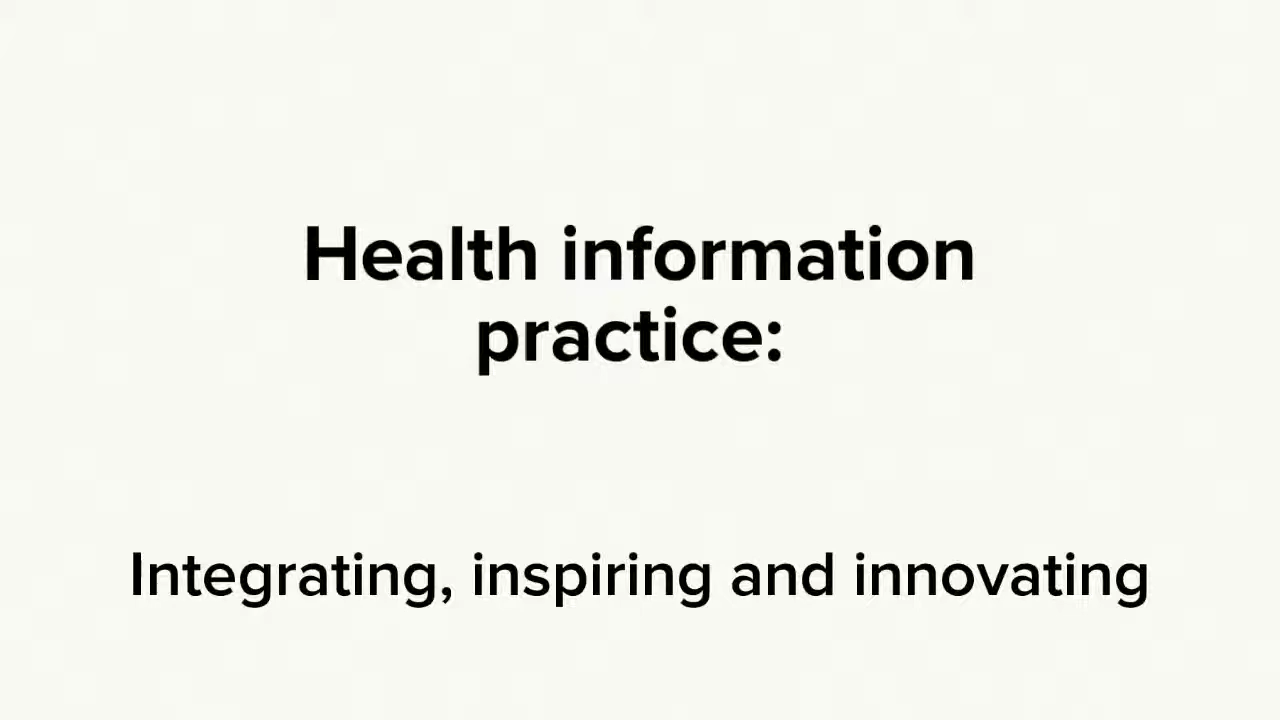 Health information
practice:
Integrating, inspiring and innovating